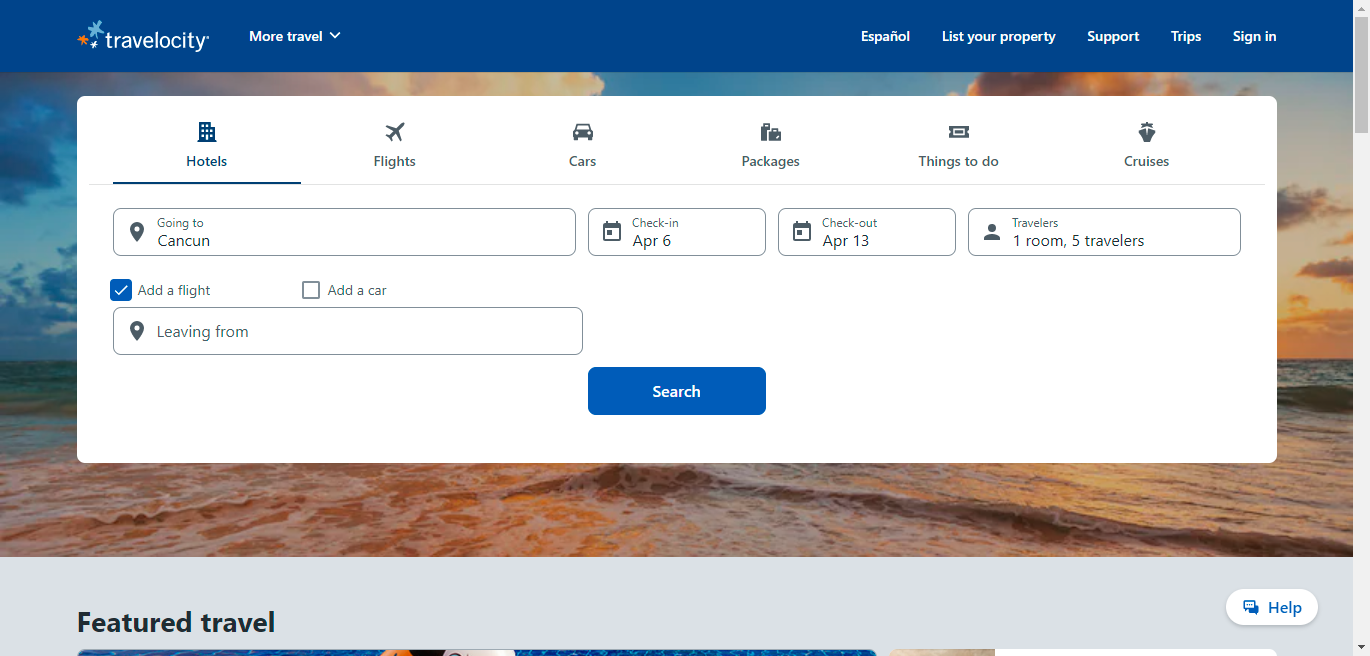 travelocity
More travel
Español
List your property
Support
Trips
Sign in
Hotels
Flights
Cars
Packages
Things to do
Cruises
Going to
Cancun
Check-in
Apr 6
Check-out
Apr 13
Travelers
1 room, 5 travelers
Add a flight
Add a car
Leaving from
Search
Featured travel
Help